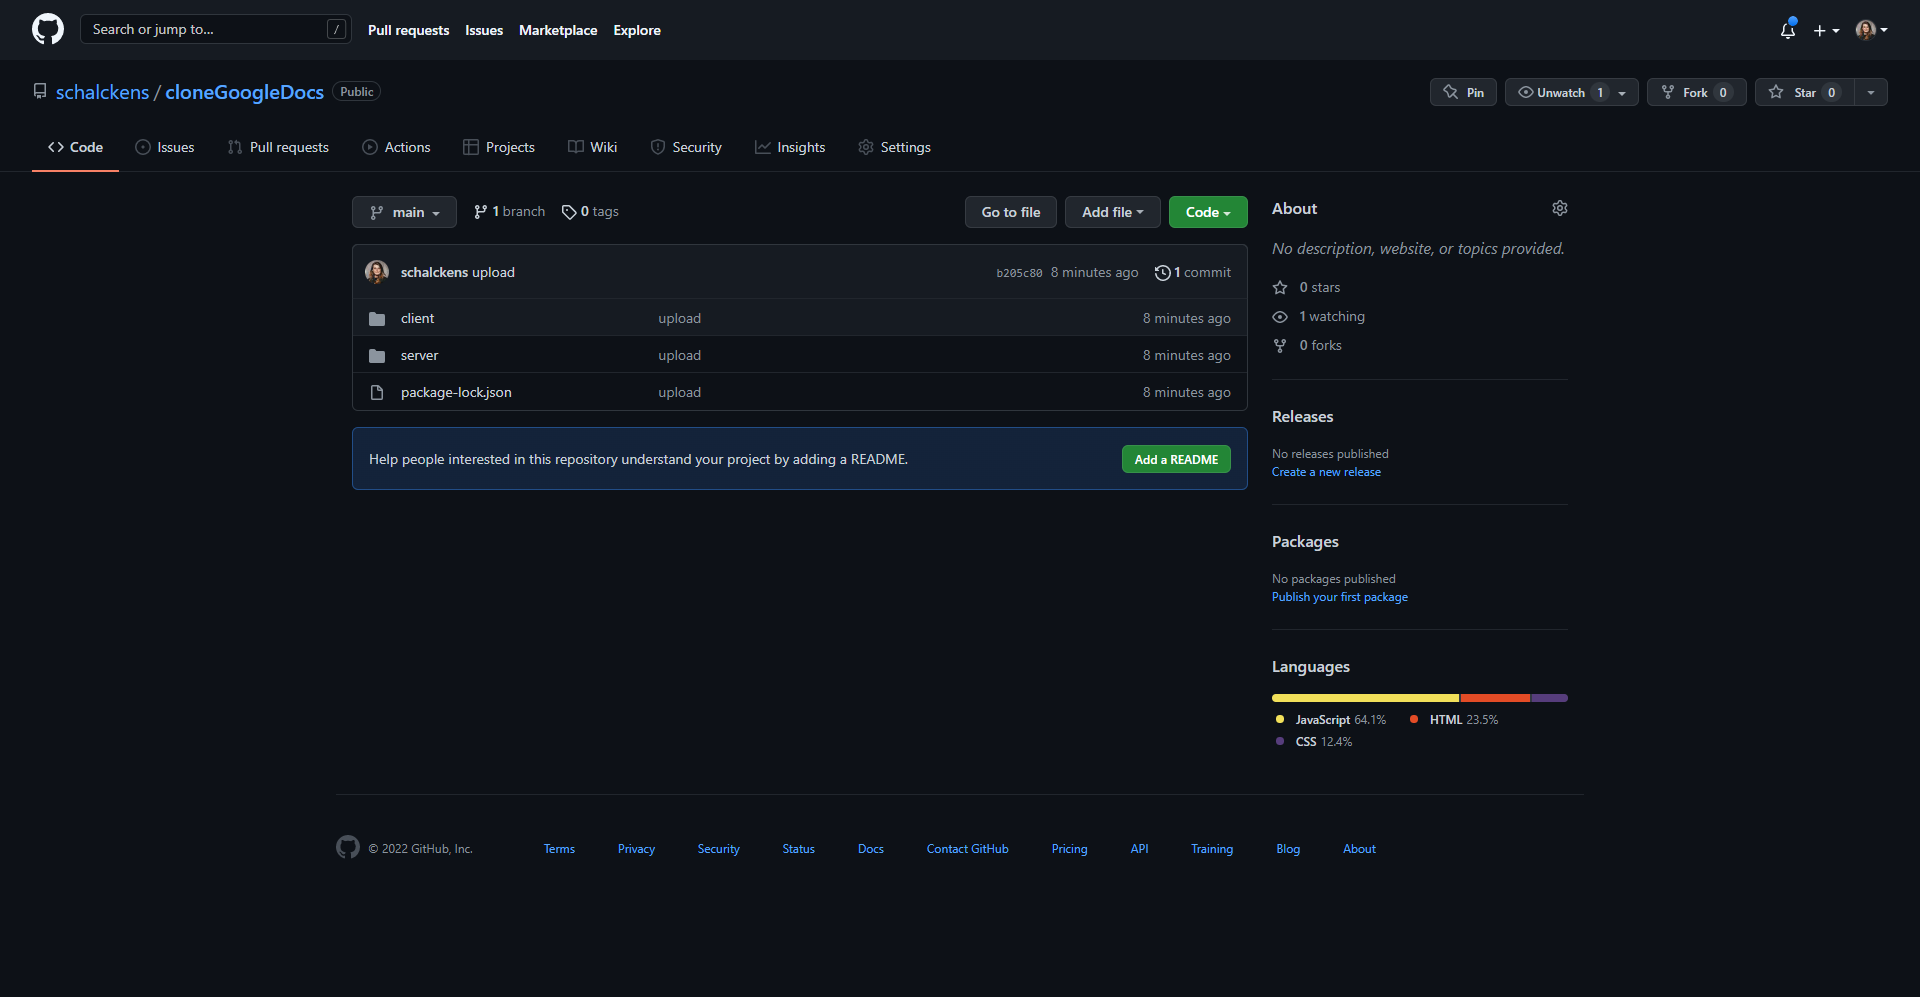 Search or jump to... /
Pull requests Issues Marketplace Explore
schalckens / cloneGoogleDocs Public
Pin Unwatch 1 Fork 0 Star 0
Code Issues Pull requests Actions Projects Wiki Security Insights Settings
main 1 branch 0 tags Go to file Add file Code
schalckens upload b205c80 8 minutes ago 1 commit
client upload 8 minutes ago
server upload 8 minutes ago
package-lock.json upload 8 minutes ago
Help people interested in this repository understand your project by adding a README. Add a README
About
No description, website, or topics provided.
0 stars
1 watching
0 forks
Releases
No releases published
Create a new release
Packages
No packages published
Publish your first package
Languages
JavaScript 64.1% HTML 23.5%
CSS 12.4%
© 2022 GitHub, Inc. Terms Privacy Security Status Docs Contact GitHub Pricing API Training Blog About